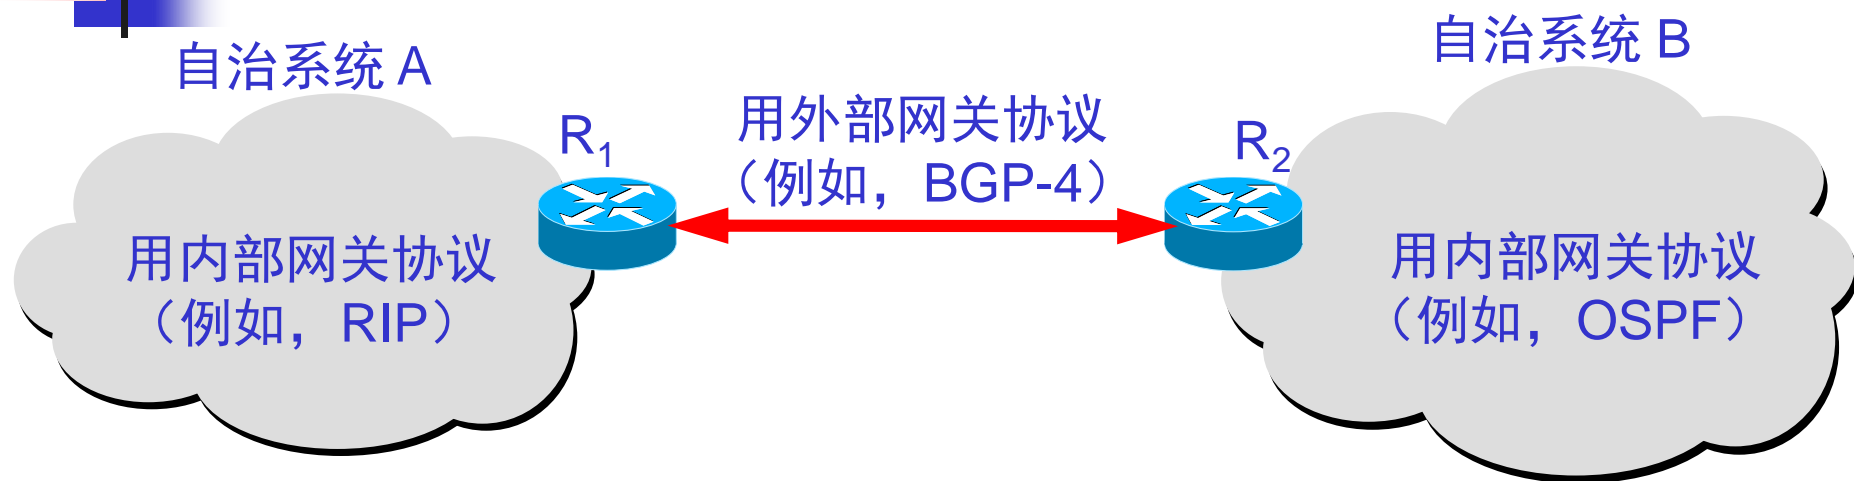 自治系统 A
自治系统 B
R1
用外部网关协议
（例如，BGP-4）
R2
用内部网关协议
（例如，RIP）
用内部网关协议
（例如，OSPF）